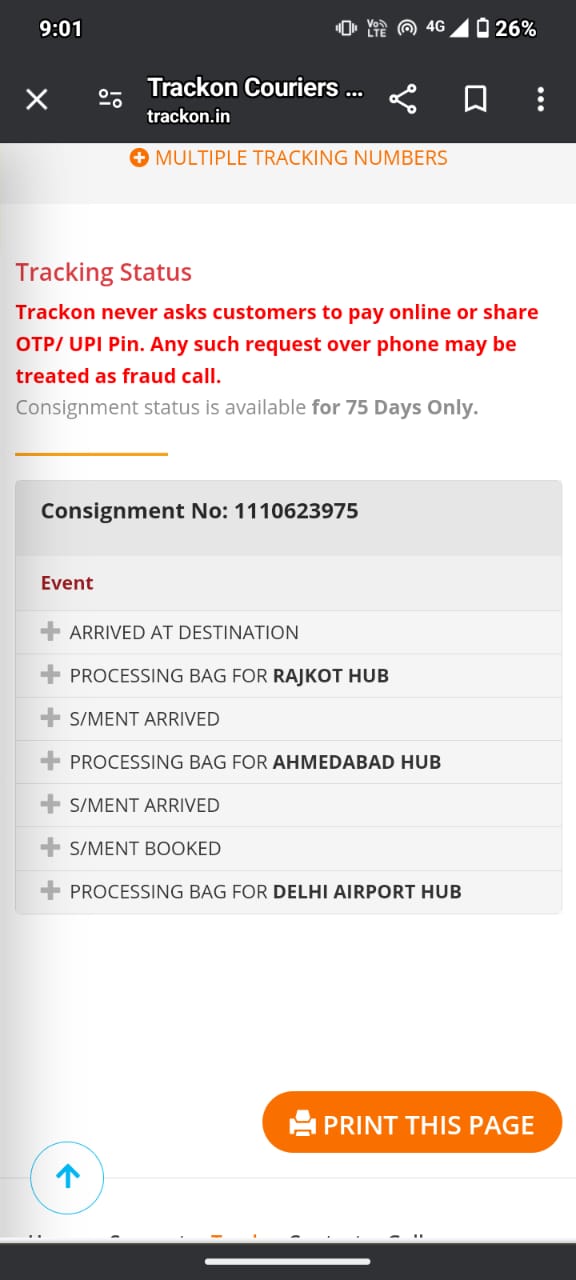 9:01
Vo)) LTE 4G 26%
Trackon Couriers ...
trackon.in
MULTIPLE TRACKING NUMBERS
Tracking Status
Trackon never asks customers to pay online or share
OTP/ UPI Pin. Any such request over phone may be
treated as fraud call.
Consignment status is available for 75 Days Only.
Consignment No: 1110623975
Event
ARRIVED AT DESTINATION
PROCESSING BAG FOR RAJKOT HUB
S/MENT ARRIVED
PROCESSING BAG FOR AHMEDABAD HUB
S/MENT ARRIVED
S/MENT BOOKED
PROCESSING BAG FOR DELHI AIRPORT HUB
PRINT THIS PAGE